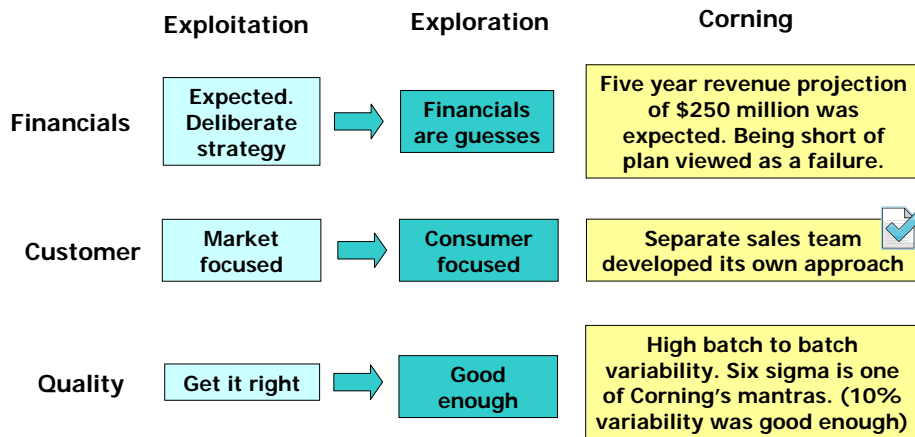 Exploitation
Exploration
Corning
Financials
Expected.
Deliberate
strategy
Financials
are guesses
Five year revenue projection
of $250 million was
expected. Being short of
plan viewed as a failure.
Customer
Market
focused
Consumer
focused
Separate sales team
developed its own approach
Quality
Get it right
Good
enough
High batch to batch
variability. Six sigma is one
of Corning's mantras. (10%
variability was good enough)